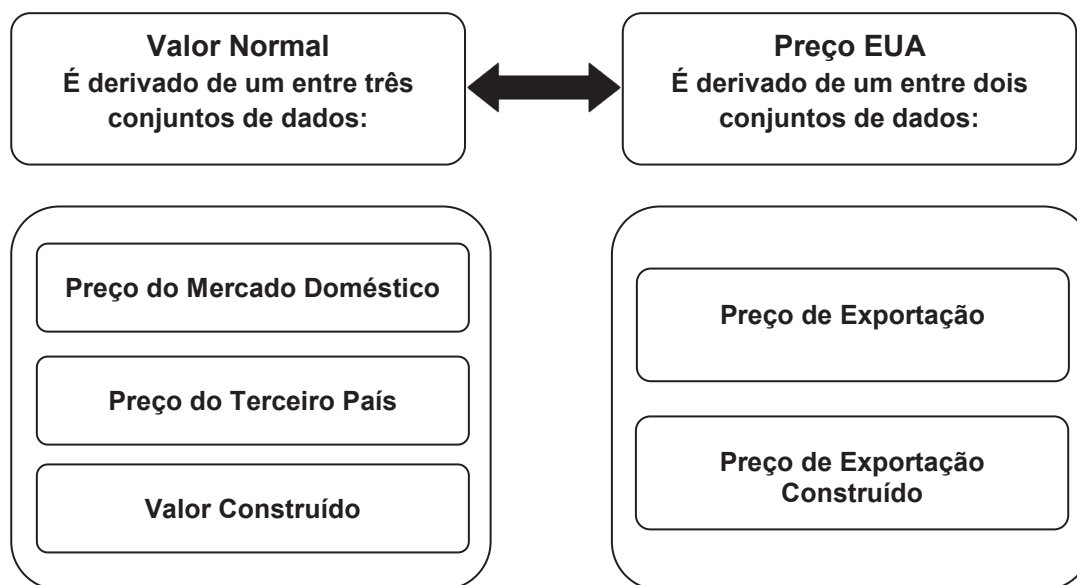 Valor Normal
É derivado de um entre três
conjuntos de dados:
Preço EUA
É derivado de um entre dois
conjuntos de dados:
Preço do Mercado Doméstico
Preço do Terceiro País
Valor Construído
Preço de Exportação
Preço de Exportação
Construído